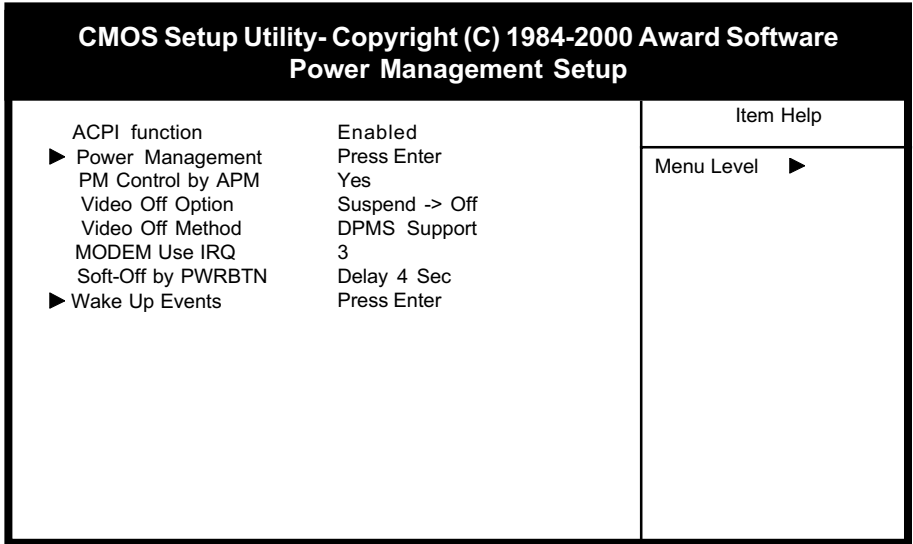 CMOS Setup Utility- Copyright (C) 1984-2000 Award Software
Power Management Setup
ACPI function Enabled
▶ Power Management Press Enter
PM Control by APM Yes
Video Off Option Suspend -> Off
Video Off Method DPMS Support
MODEM Use IRQ 3
Soft-Off by PWRBTN Delay 4 Sec
▶ Wake Up Events Press Enter
Item Help
Menu Level ▶